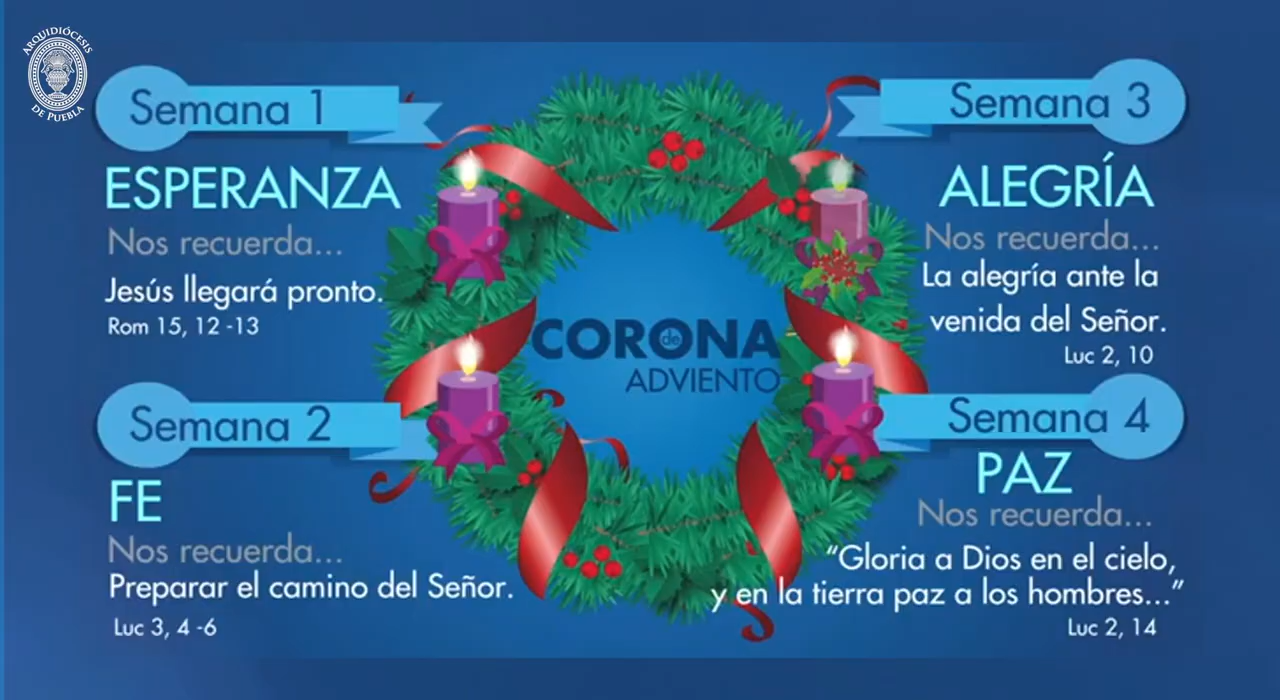 ARQUIDIÓCESIS
DE PUEBLA
Semana 1
ESPERANZA
Nos recuerda...
Jesús llegará pronto.
Rom 15, 12 -13
Semana 2
FE
Nos recuerda...
Preparar el camino del Señor.
Luc 3, 4 -6
CORONA
de
ADVIENTO
Semana 3
ALEGRÍA
Nos recuerda...
La alegría ante la
venida del Señor.
Luc 2, 10
Semana 4
PAZ
Nos recuerda...
“Gloria a Dios en el cielo,
y en la tierra paz a los hombres...”
Luc 2, 14